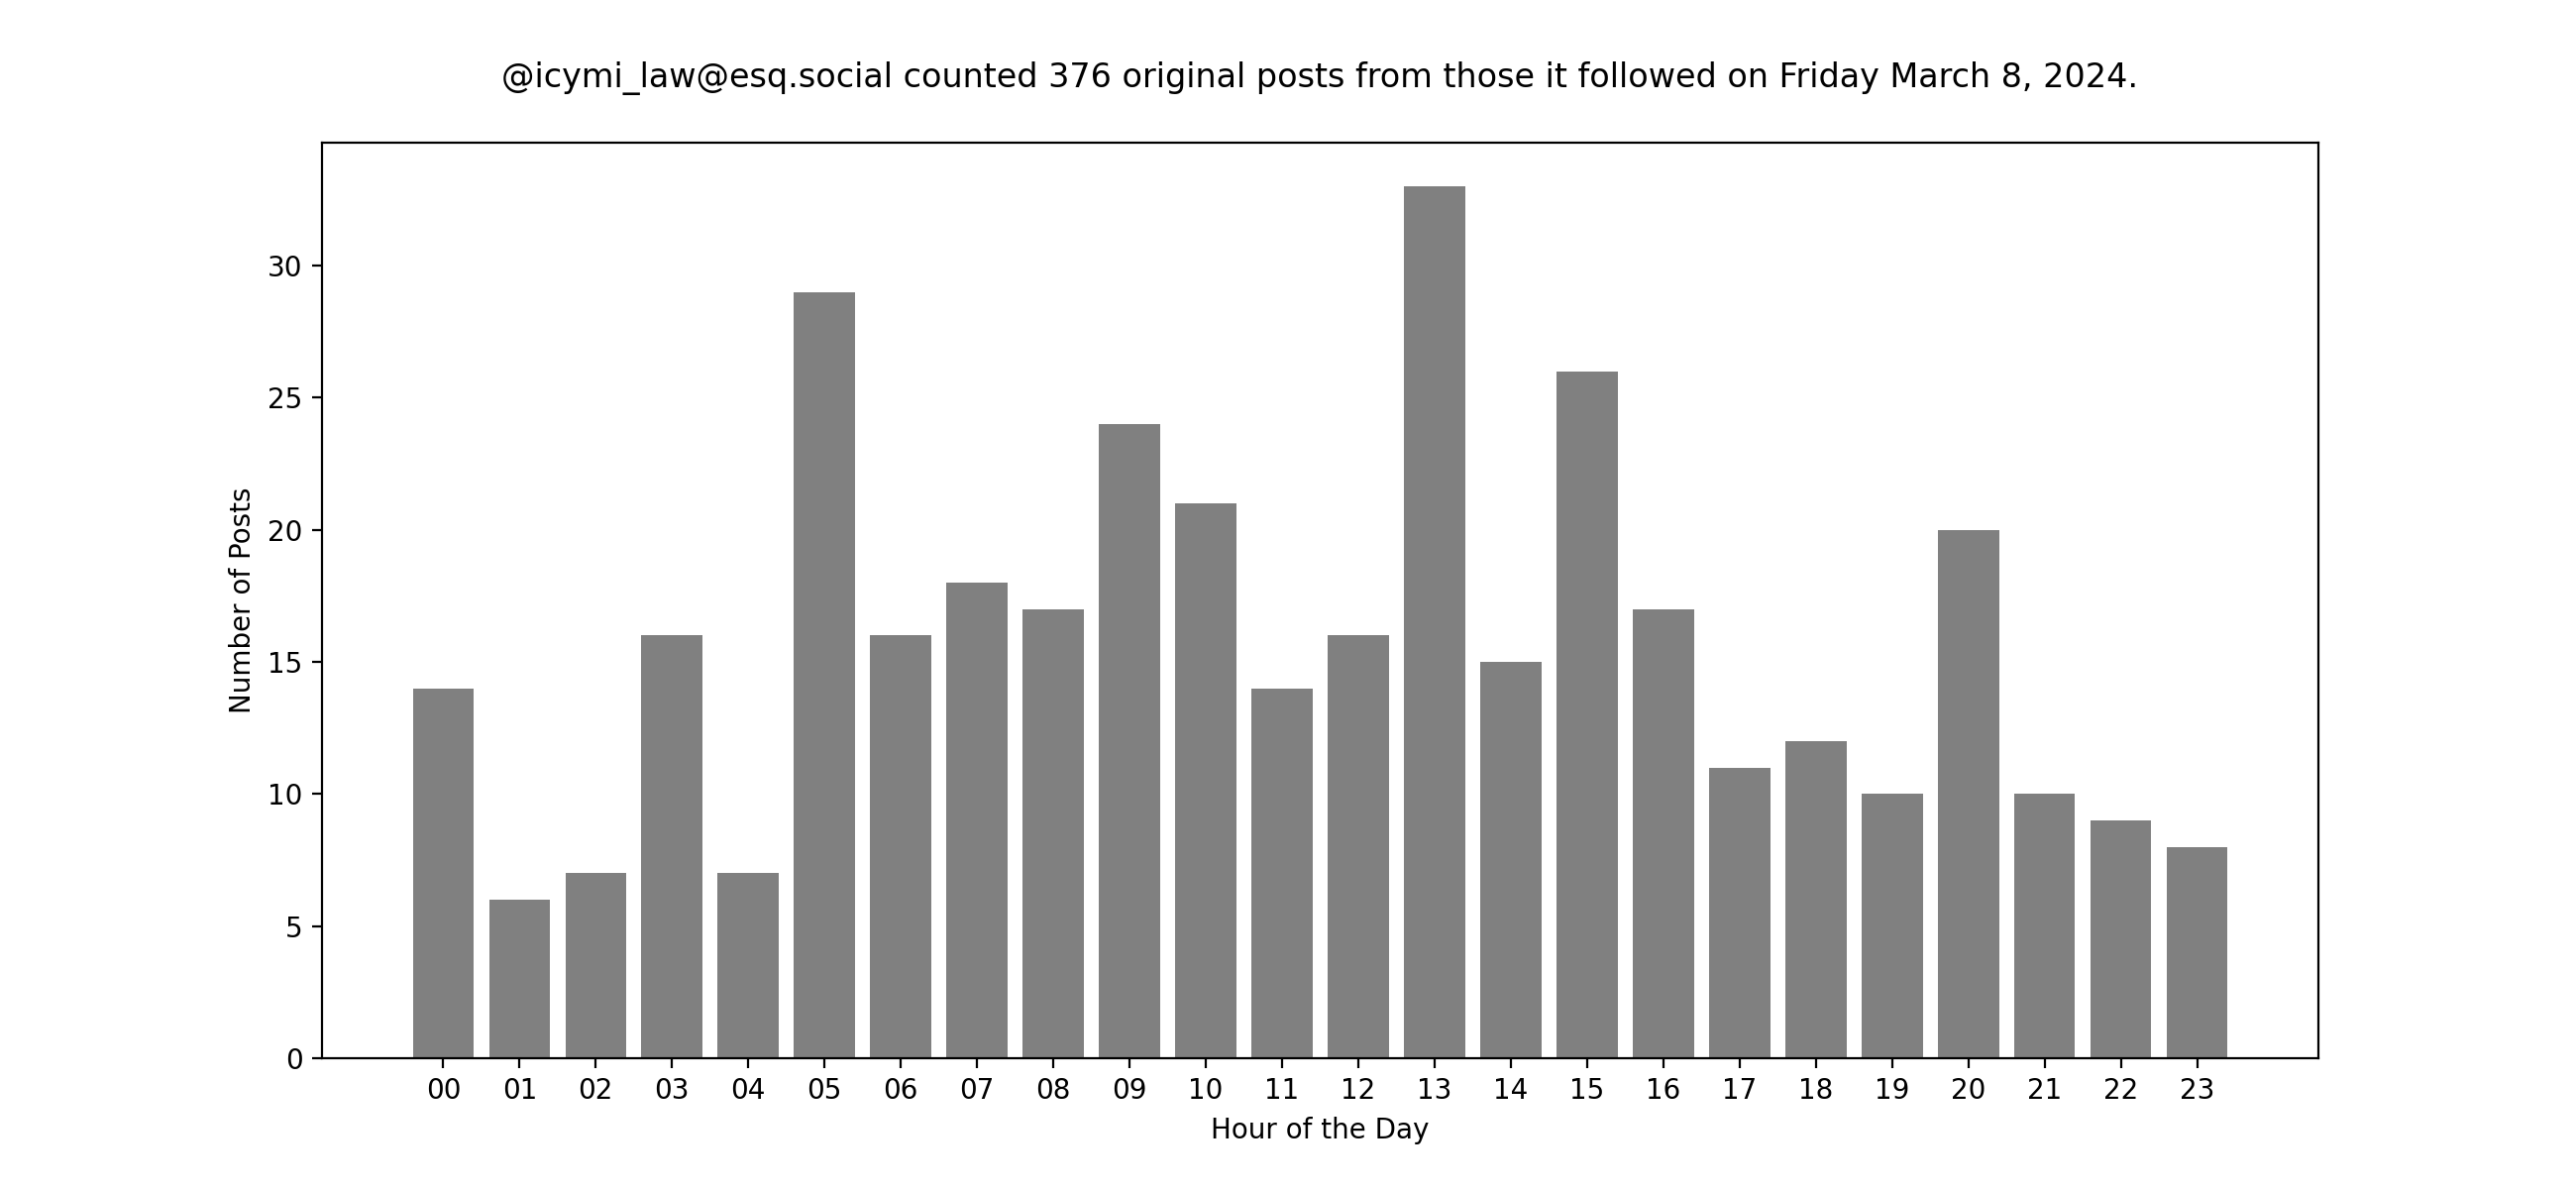 @icymi_law@esq.social counted 376 original posts from those it followed on Friday March 8, 2024.
30
25
20
15
10
5
0
Number of Posts
00 01 02 03 04 05 06 07 08 09 10 11 12 13 14 15 16 17 18 19 20 21 22 23
Hour of the Day